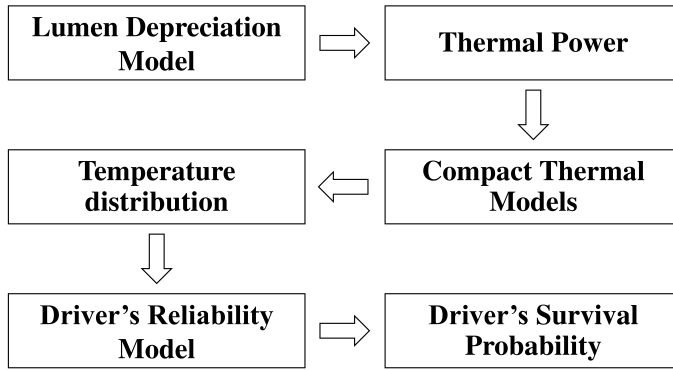 Lumen Depreciation
Model
Thermal Power
Temperature
distribution
Compact Thermal
Models
Driver's Reliability
Model
Driver's Survival
Probability